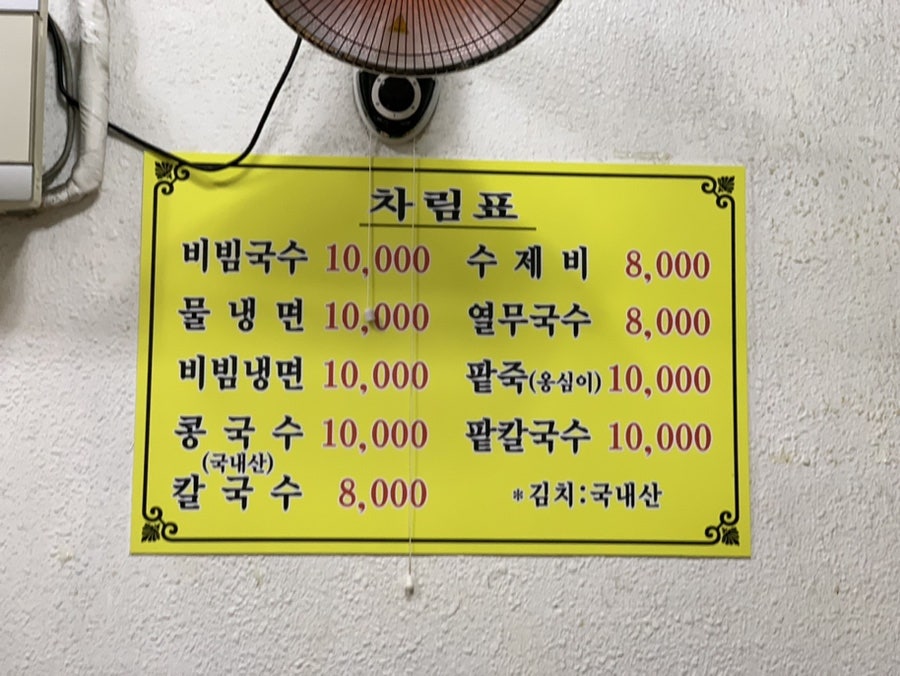 차림표
비빔국수 10,000
물냉면 10,000
비빔냉면 10,000
콩국수 10,000
(국내산)
칼국수 8,000
수제비 8,000
열무국수 8,000
팥죽(옹심이) 10,000
팥칼국수 10,000
*김치:국내산